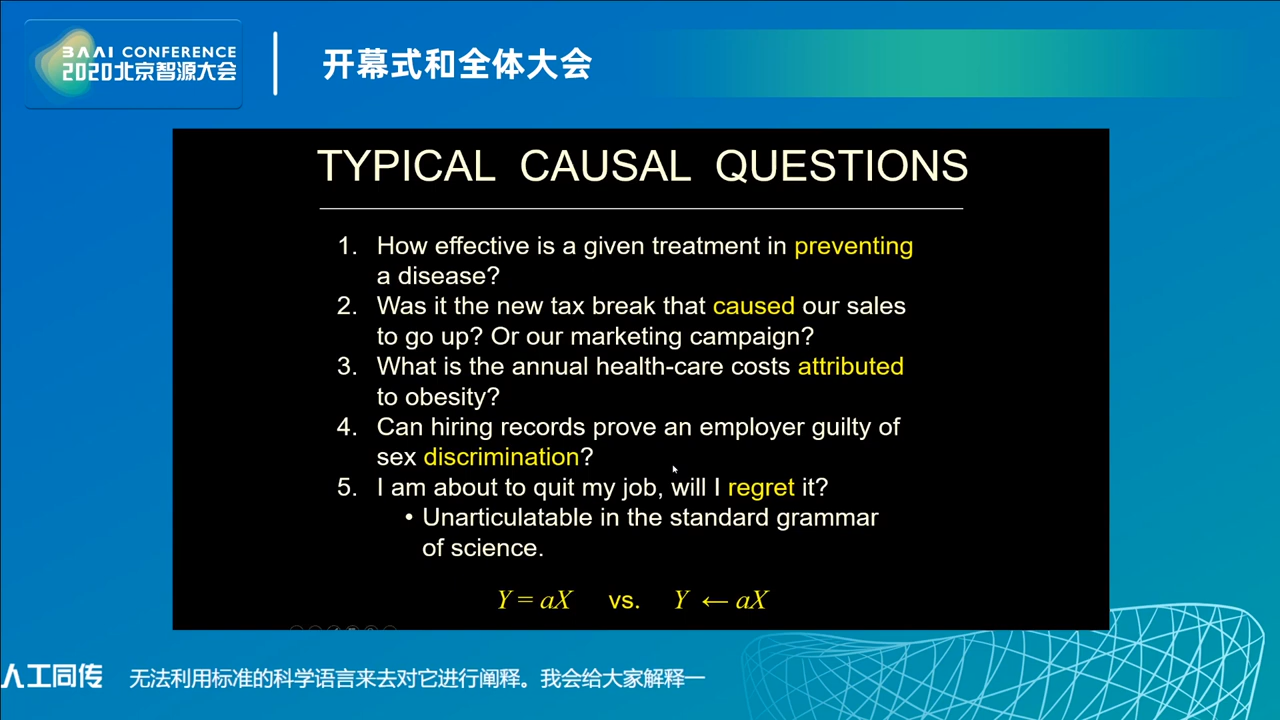 BAAI CONFERENCE
2020北京智源大会
开幕式和全体大会
TYPICAL CAUSAL QUESTIONS
1. How effective is a given treatment in preventing
a disease?
2. Was it the new tax break that caused our sales
to go up? Or our marketing campaign?
3. What is the annual health-care costs attributed
to obesity?
4. Can hiring records prove an employer guilty of
sex discrimination?
5. I am about to quit my job, will I regret it?
• Unarticulatable in the standard grammar
of science.
Y = aX vs. Y ← aX
人工同传 无法利用标准的科学语言来去对它进行阐释。我会给大家解释一